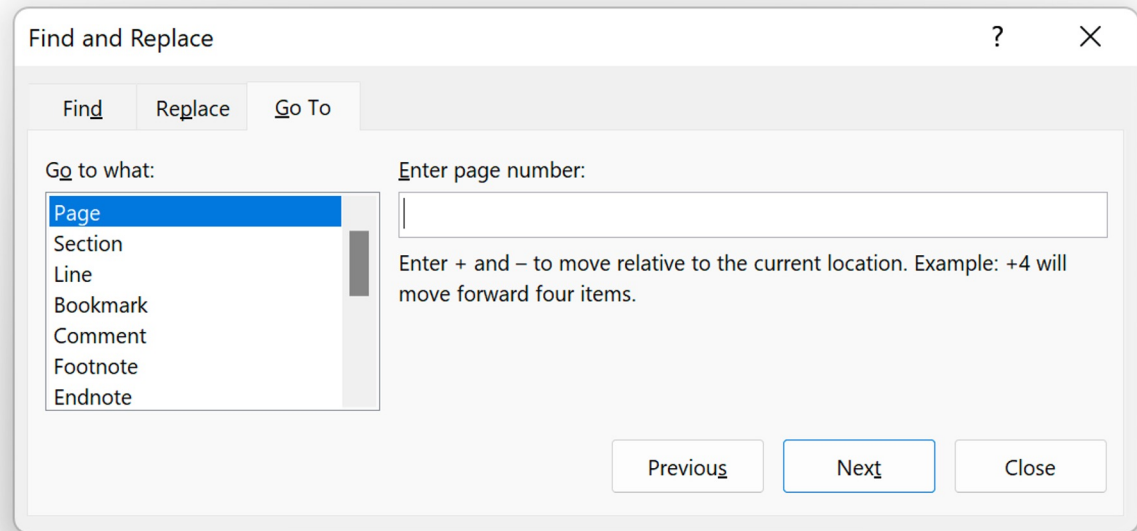 Find and Replace
?
Find
Replace
Go To
Go to what:
Page
Section
Line
Bookmark
Comment
Footnote
Endnote
Enter page number:
Enter + and – to move relative to the current location. Example: +4 will
move forward four items.
Previous
Next
Close